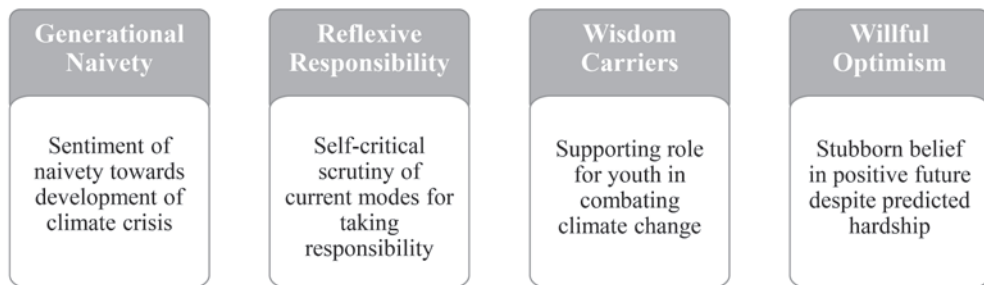 Generational
Naivety
Sentiment of
naivety towards
development of
climate crisis
Reflexive
Responsibility
Self-critical
scrutiny of
current modes for
taking
responsibility
Wisdom
Carriers
Supporting role
for youth in
combating
climate change
Willful
Optimism
Stubborn belief
in positive future
despite predicted
hardship